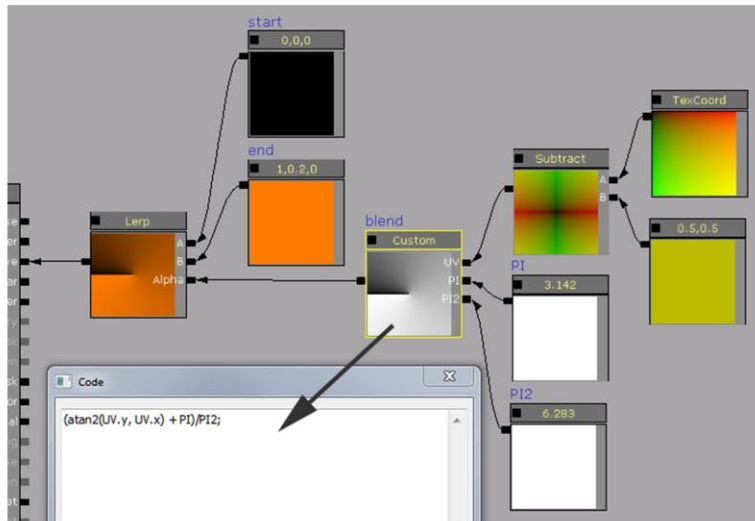 start
0,0,0
TexCoord
end
Subtract
1,0.2,0
A
B
Lerp
blend
Custom
0.5,0.5
A
B
Alpha
UV
PI
PI2
PI
3.142
Code
X
(atan2(UV.y, UV.x) + PI)/PI2;
PI2
6.283